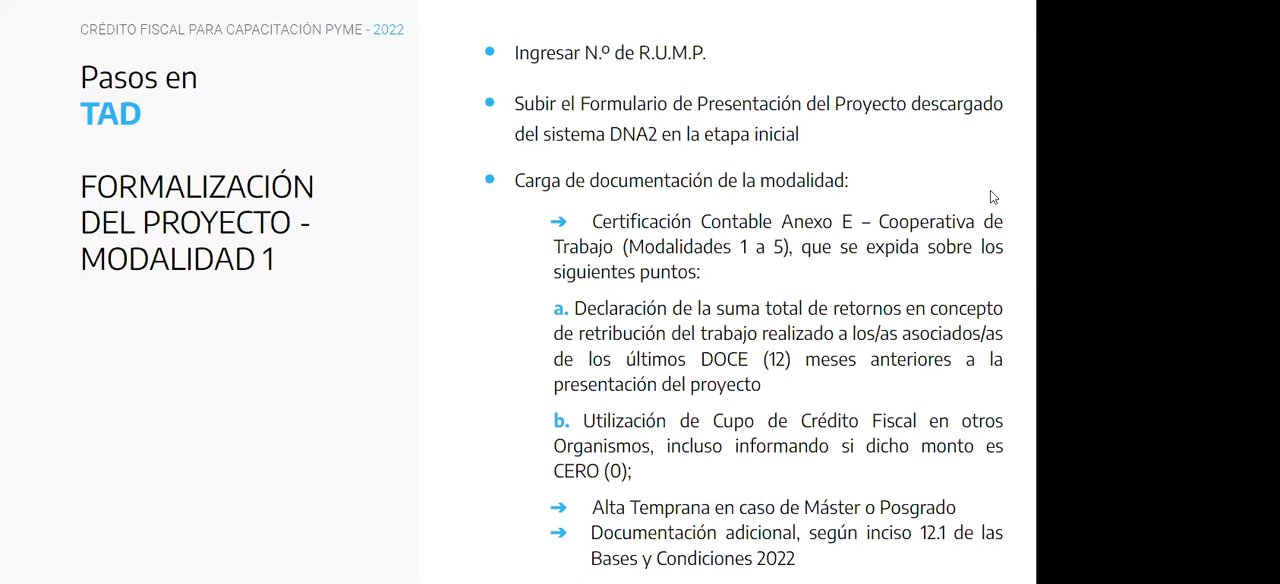 CRÉDITO FISCAL PARA CAPACITACIÓN PYME - 2022
Pasos en
TAD
FORMALIZACIÓN
DEL PROYECTO -
MODALIDAD 1
Ingresar N.º de R.U.M.P.
Subir el Formulario de Presentación del Proyecto descargado
del sistema DNA2 en la etapa inicial
Carga de documentación de la modalidad:
➔ Certificación Contable Anexo E – Cooperativa de
Trabajo (Modalidades 1 a 5), que se expida sobre los
siguientes puntos:
a. Declaración de la suma total de retornos en concepto
de retribución del trabajo realizado a los/as asociados/as
de los últimos DOCE (12) meses anteriores a la
presentación del proyecto
b. Utilización de Cupo de Crédito Fiscal en otros
Organismos, incluso informando si dicho monto es
CERO (0);
➔ Alta Temprana en caso de Máster o Posgrado
➔ Documentación adicional, según inciso 12.1 de las
Bases y Condiciones 2022